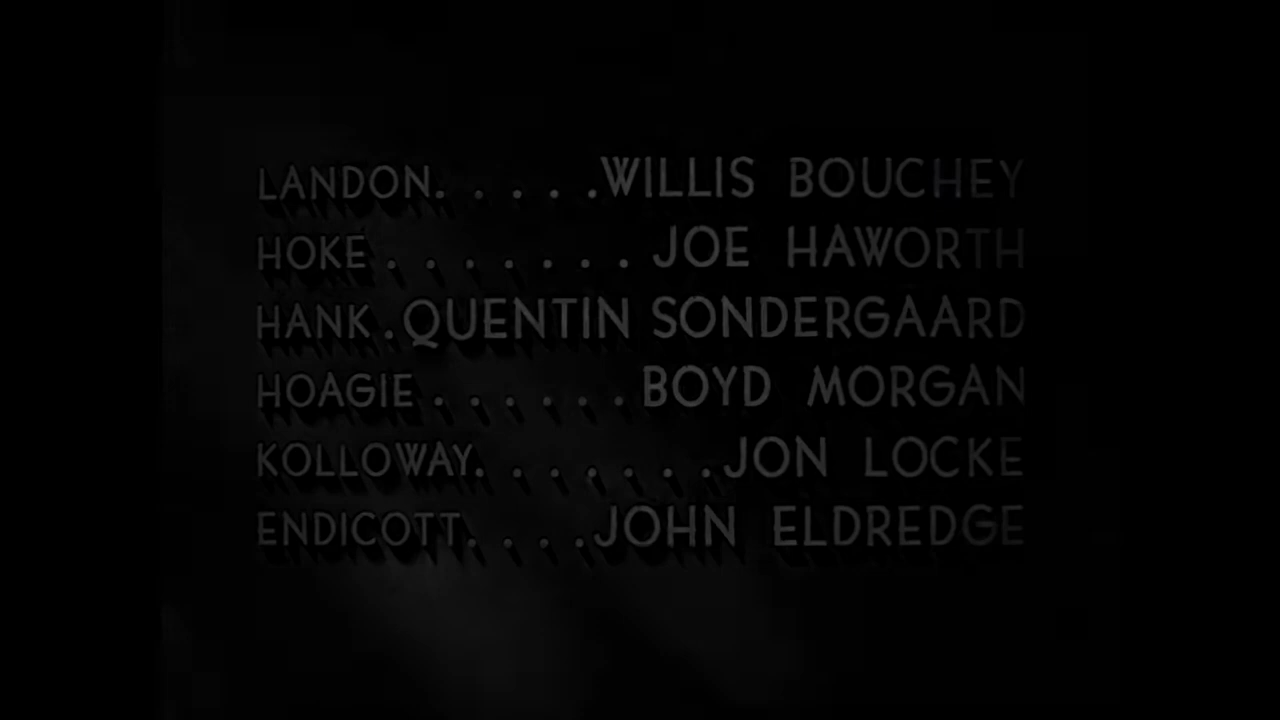 LANDON. . . . .WILLIS BOUCHEY
HOKE . . . . . . . JOE HAWORTH
HANK . QUENTIN SONDERGAARD
HOAGIE . . . . . . BOYD MORGAN
KOLLOWAY. . . . . . .JON LOCKE
ENDICOTT. . . .JOHN ELDREDGE